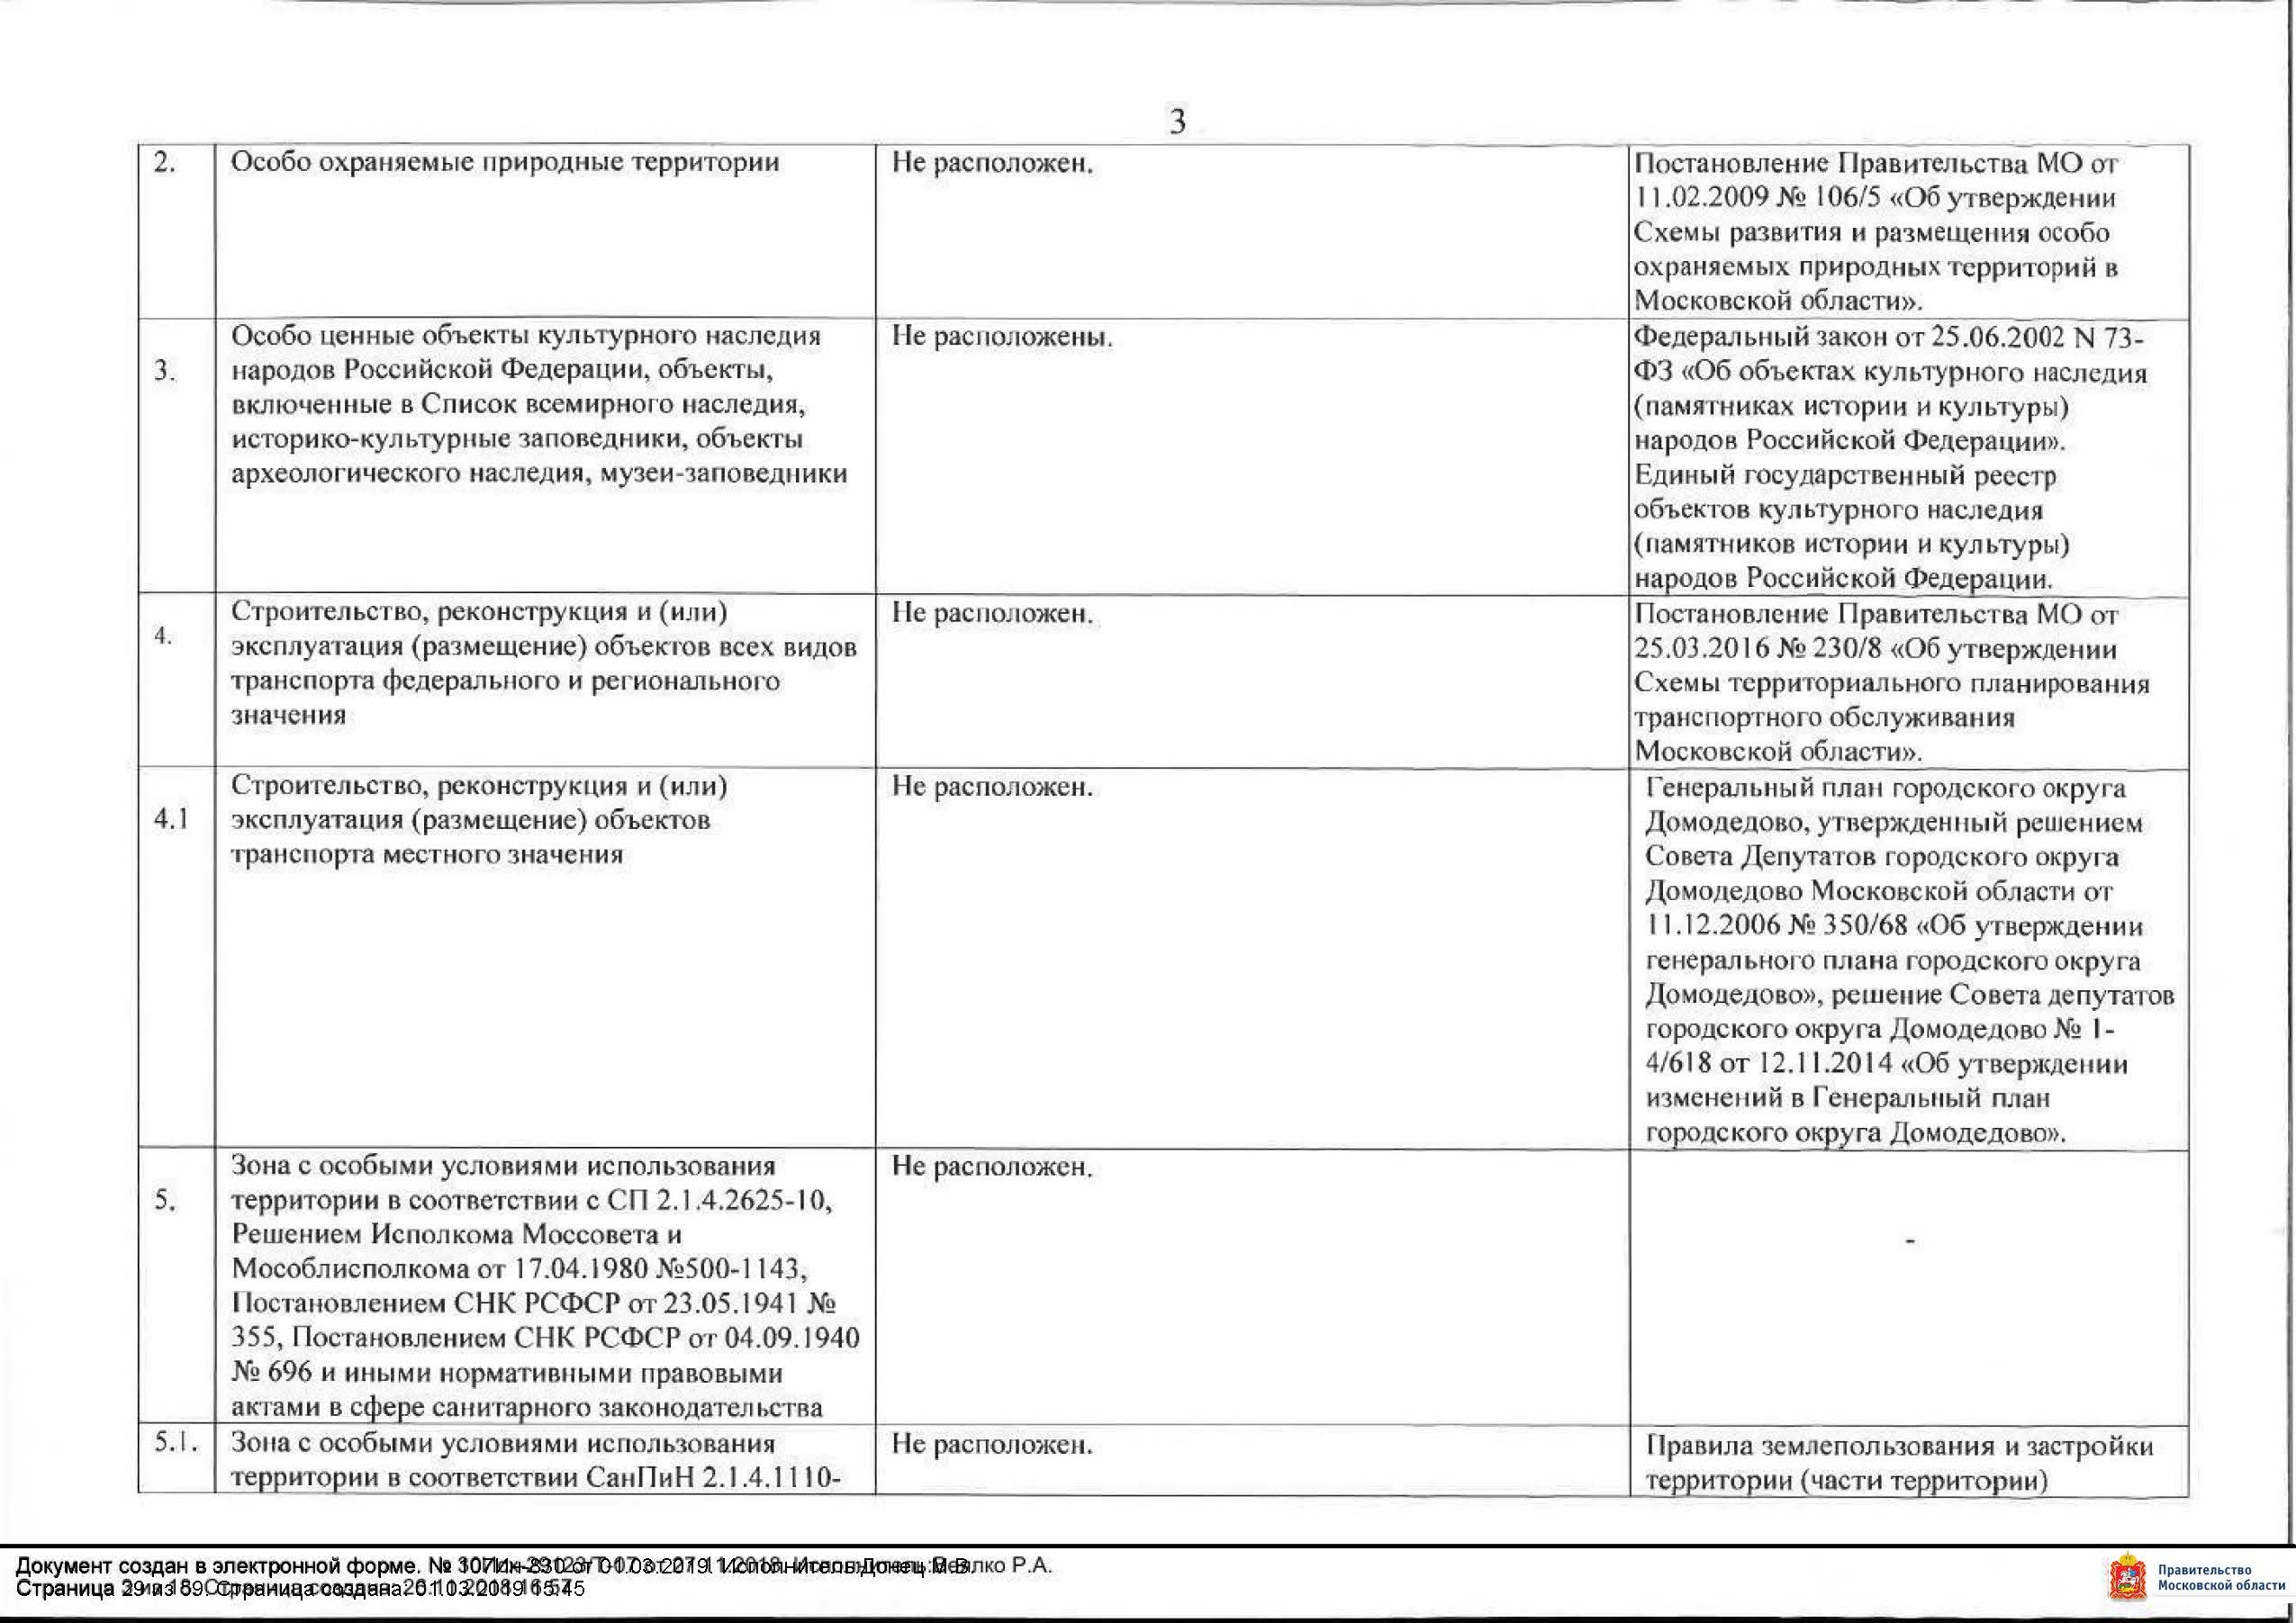 3
2.
Особо охраняемые природные территории
Не расположен.
Постановление Правительства МО от
11.02.2009 № 106/5 «Об утверждении
Схемы развития и размещения особо
охраняемых природных территорий в
Московской области».
3.
Особо ценные объекты культурного наследия
народов Российской Федерации, объекты,
включенные в Список всемирного наследия,
историко-культурные заповедники, объекты
археологического наследия, музеи-заповедники
Не расположены.
Федеральный закон от 25.06.2002 N 73-
ФЗ «Об объектах культурного наследия
(памятниках истории и культуры)
народов Российской Федерации».
Единый государственный реестр
объектов культурного наследия
(памятников истории и культуры)
народов Российской Федерации.
4.
Строительство, реконструкция и (или)
эксплуатация (размещение) объектов всех видов
транспорта федерального и регионального
значения
Не расположен.
Постановление Правительства МО от
25.03.2016 № 230/8 «Об утверждении
Схемы территориального планирования
транспортного обслуживания
Московской области».
4.1
Строительство, реконструкция и (или)
эксплуатация (размещение) объектов
транспорта местного значения
Не расположен.
Генеральный план городского округа
Домодедово, утвержденный решением
Совета Депутатов городского округа
Домодедово Московской области от
11.12.2006 № 350/68 «Об утверждении
генерального плана городского округа
Домодедово», решение Совета депутатов
городского округа Домодедово № 1-
4/618 от 12.11.2014 «Об утверждении
изменений в Генеральный план
городского округа Домодедово».
5.
Зона с особыми условиями использования
территории в соответствии с СП 2.1.4.2625-10,
Решением Исполкома Моссовета и
Мособлисполкома от 17.04.1980 №500-1143,
Постановлением СНК РСФСР от 23.05.1941 №
355, Постановлением СНК РСФСР от 04.09.1940
№ 696 и иными нормативными правовыми
актами в сфере санитарного законодательства
Не расположен.
-
5.1.
Зона с особыми условиями использования
территории в соответствии СанПиН 2.1.4.1110-
Не расположен.
Правила землепользования и застройки
территории (части территории)
Документ создан в электронной форме. №
Страница
Правительство
Московской области